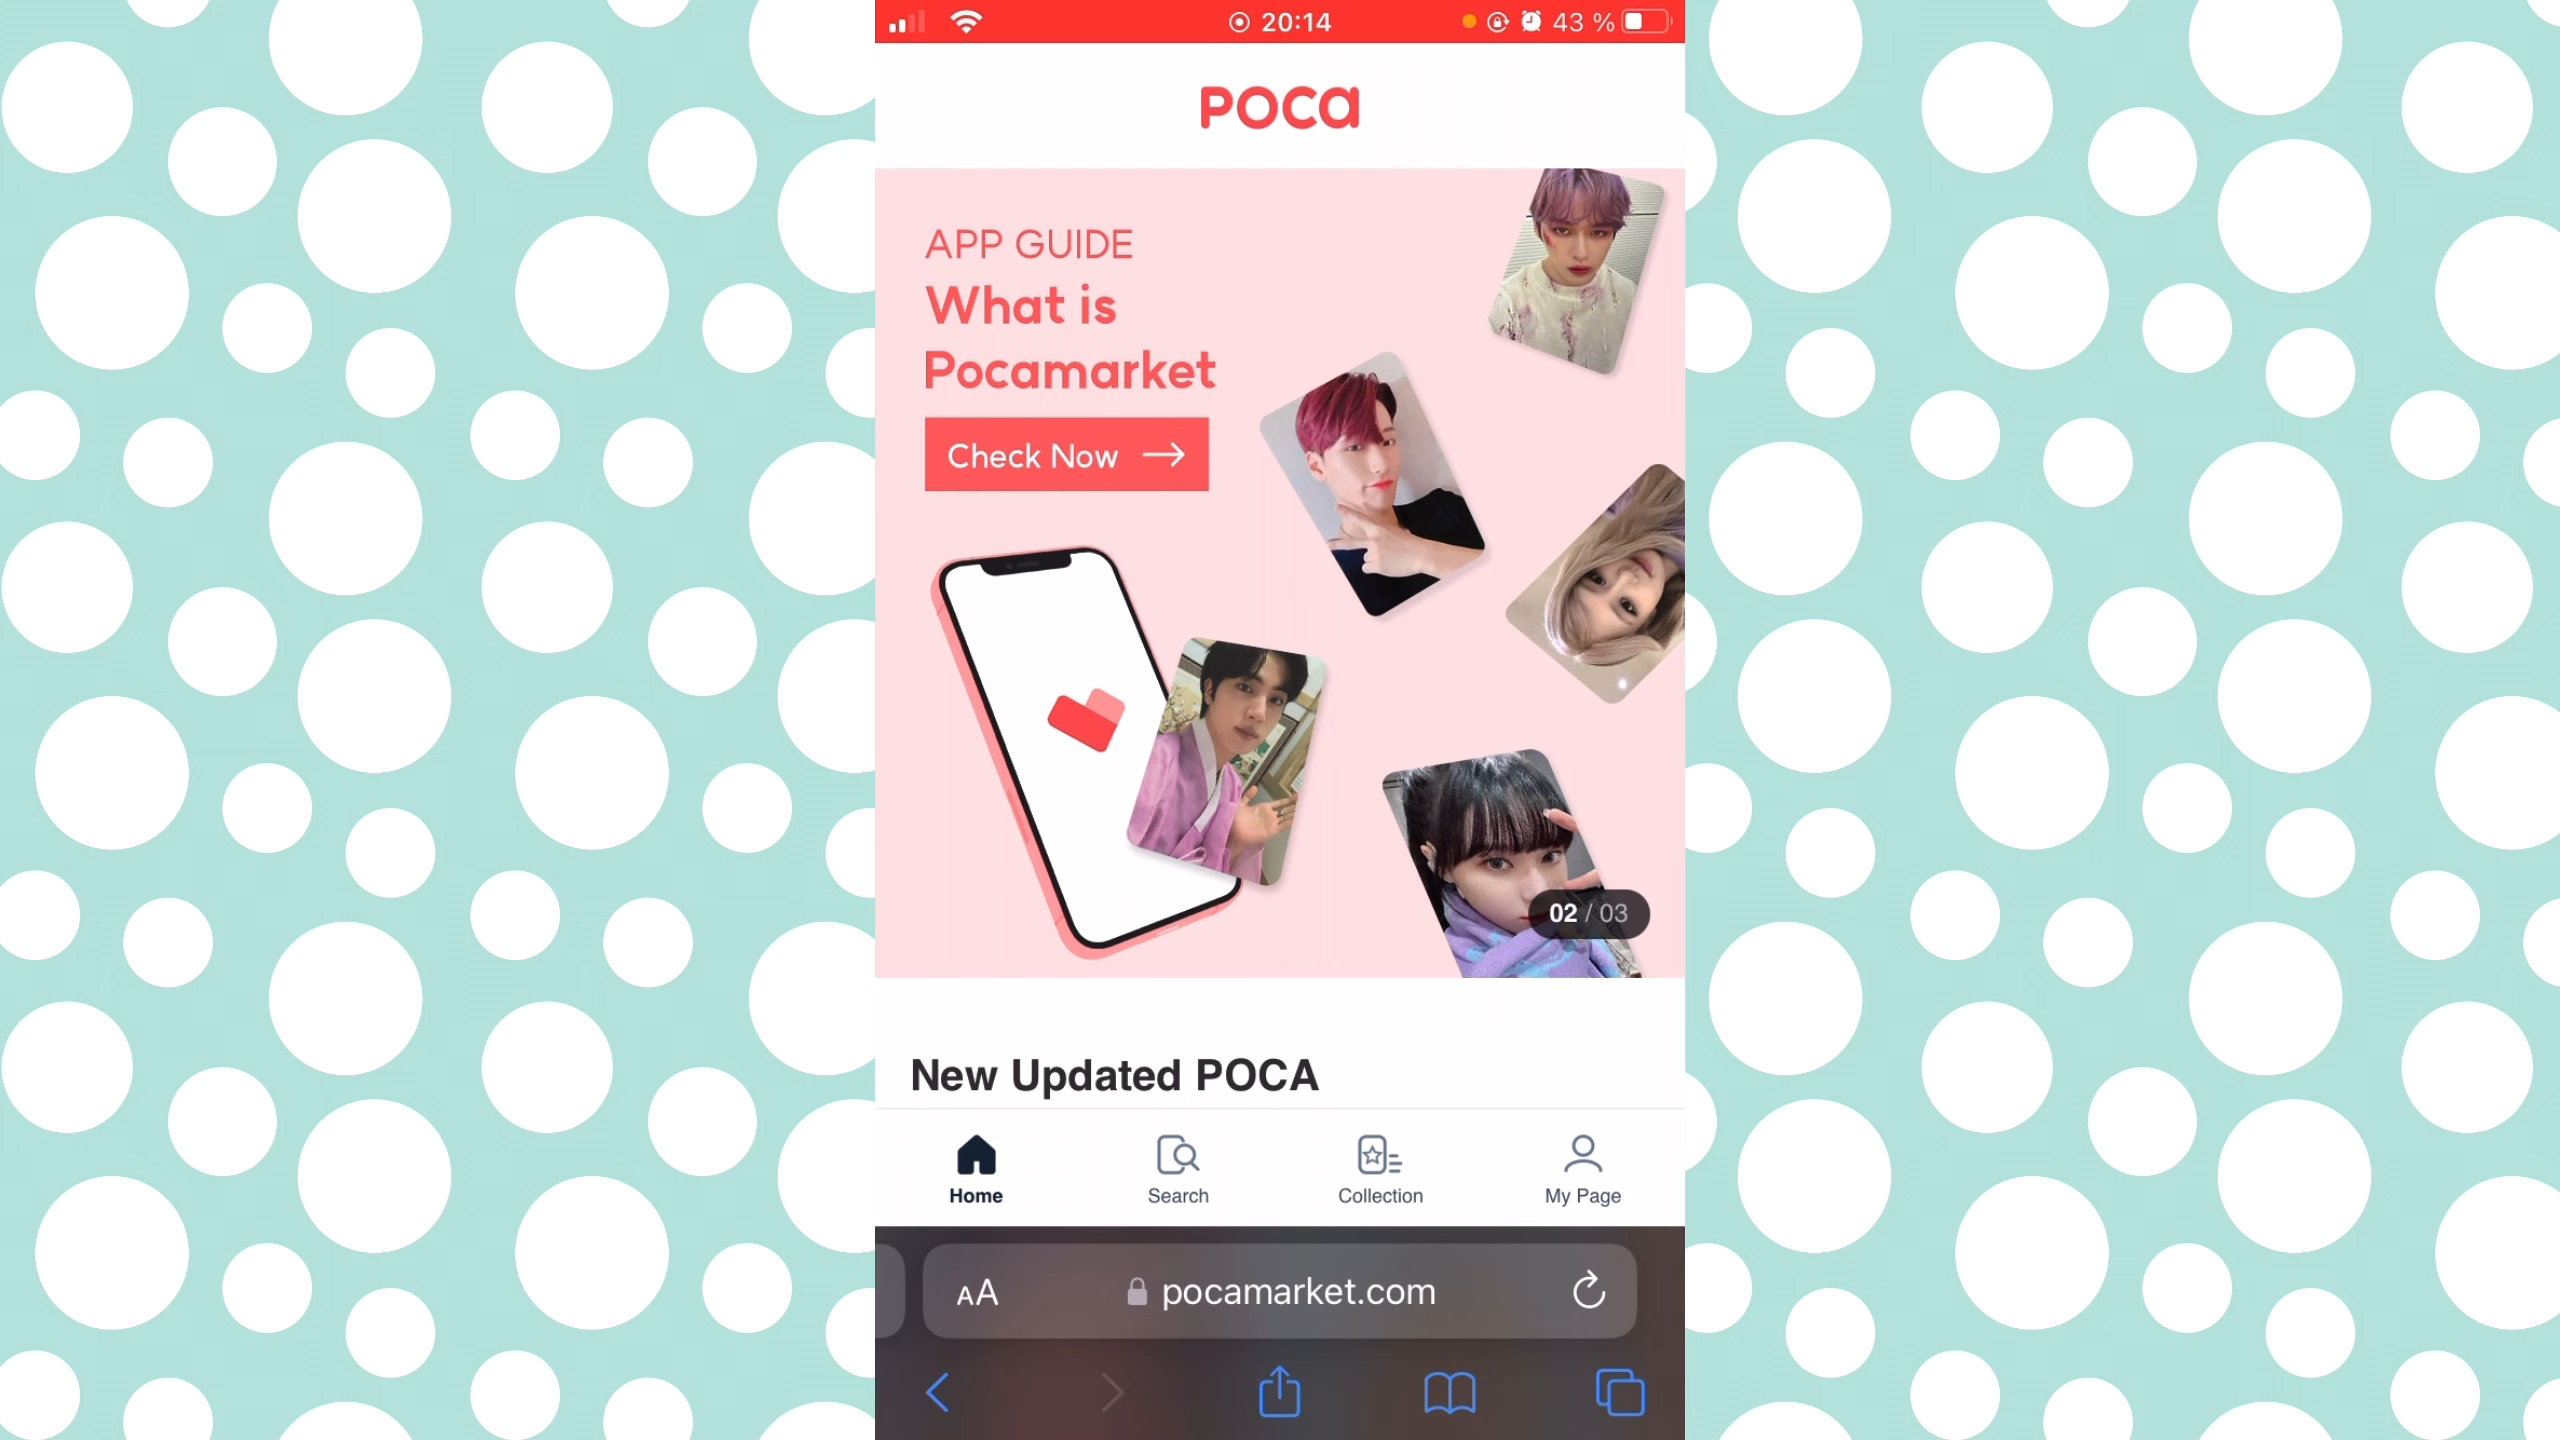 20:14
43 %
POCA
APP GUIDE
What is
Pocamarket
Check Now →
02 / 03
New Updated POCA
Home
Search
Collection
My Page
AA
pocamarket.com